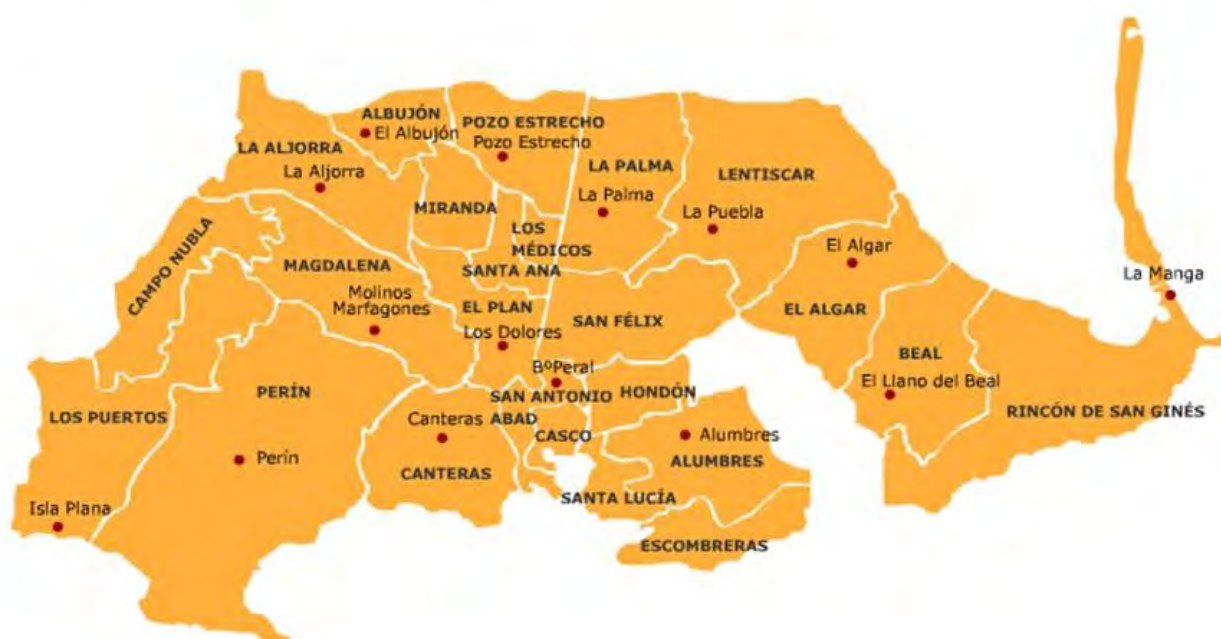 ALBUJÓN
El Albujón
POZO ESTRECHO
Pozo Estrecho
LA ALJORRA
La Aljorra
LA PALMA
La Palma
LENTISCAR
La Puebla
MIRANDA
LOS
MÉDICOS
CAMPO NUBLA
MAGDALENA
Molinos
Marfagones
SANTA ANA
EL PLAN
Los Dolores
SAN FÉLIX
El Algar
EL ALGAR
La Manga
BEAL
El Llano del Beal
RINCÓN DE SAN GINÉS
LOS PUERTOS
Isla Plana
PERÍN
Perín
BºPeral
SAN ANTONIO
ABAD
HONDÓN
Canteras
CANTERAS
CASCO
Alumbres
ALUMBRES
SANTA LUCÍA
ESCOMBRERAS